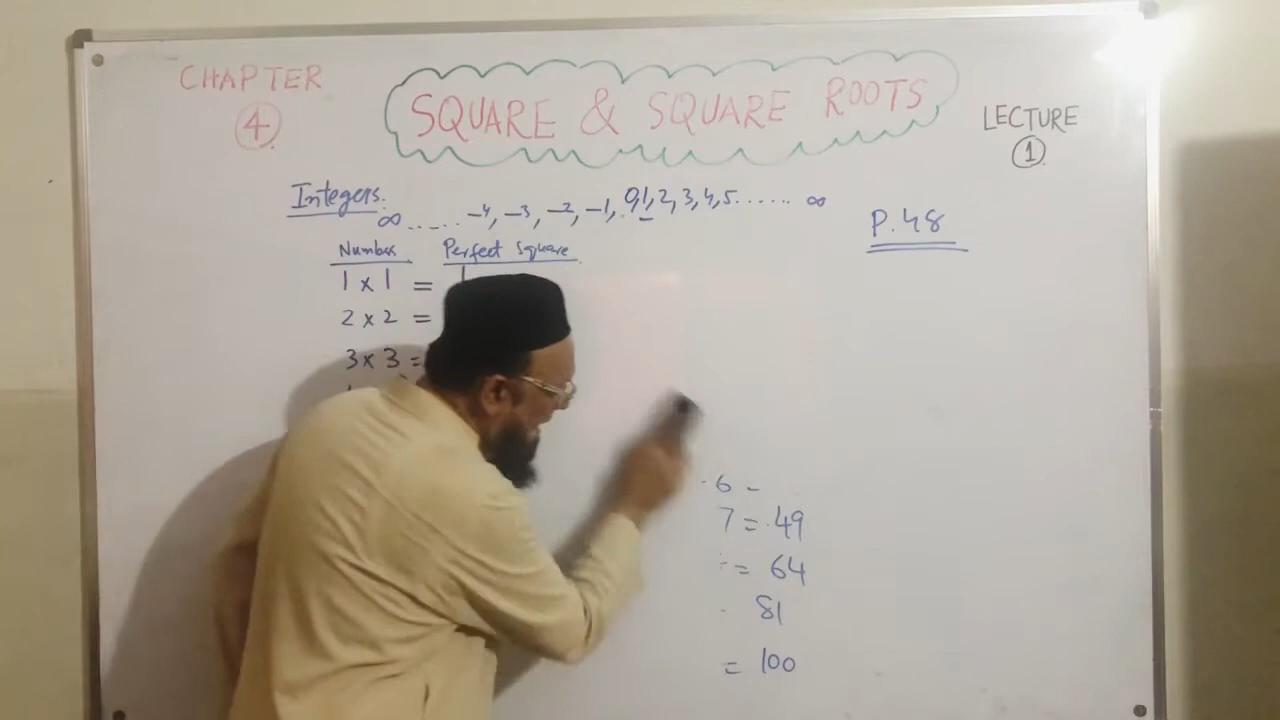 CHAPTER
4
SQUARE & SQUARE ROOTS
LECTURE
1
Integers.
∞ ...... -4, -3, -2, -1, 0, 1, 2, 3, 4, 5...... ∞
P.48
Number Perfect Square
1 x 1 = 1
2 x 2 =
3 x 3 =
6 -
7 = 49
= 64
81
= 100